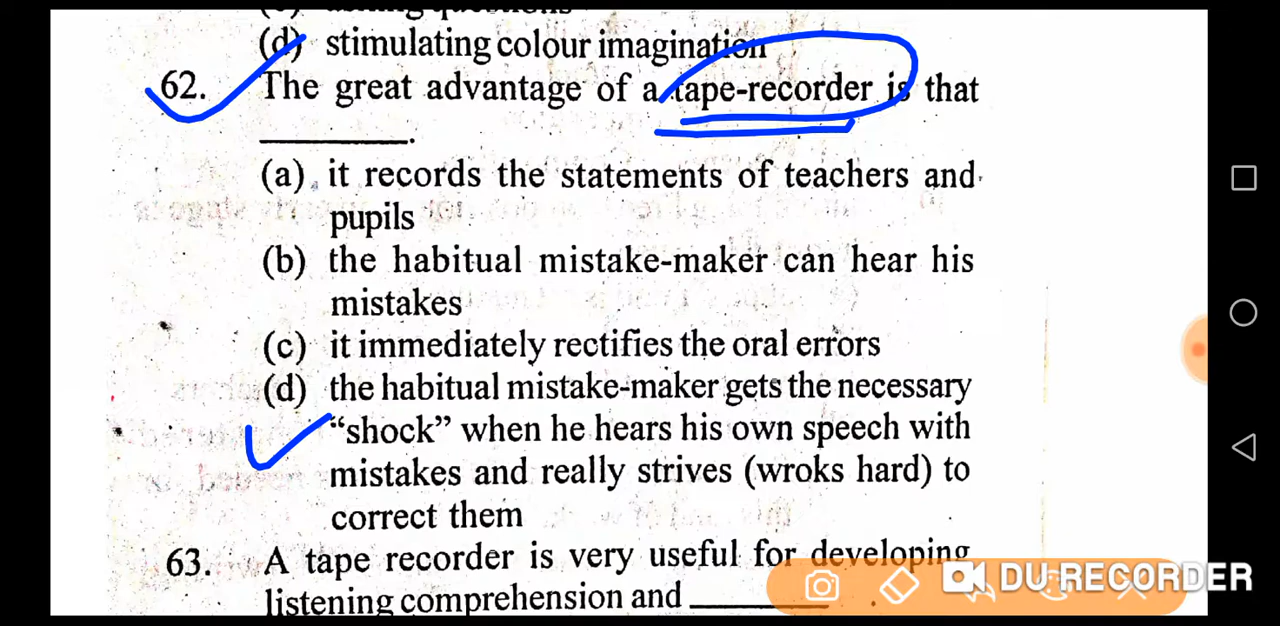 (d) stimulating colour imagination
62. The great advantage of a tape-recorder is that
________.
(a) it records the statements of teachers and
pupils
(b) the habitual mistake-maker can hear his
mistakes
(c) it immediately rectifies the oral errors
(d) the habitual mistake-maker gets the necessary
“shock” when he hears his own speech with
mistakes and really strives (wroks hard) to
correct them
63. A tape recorder is very useful for developing
listening comprehension and ________.
DU RECORDER